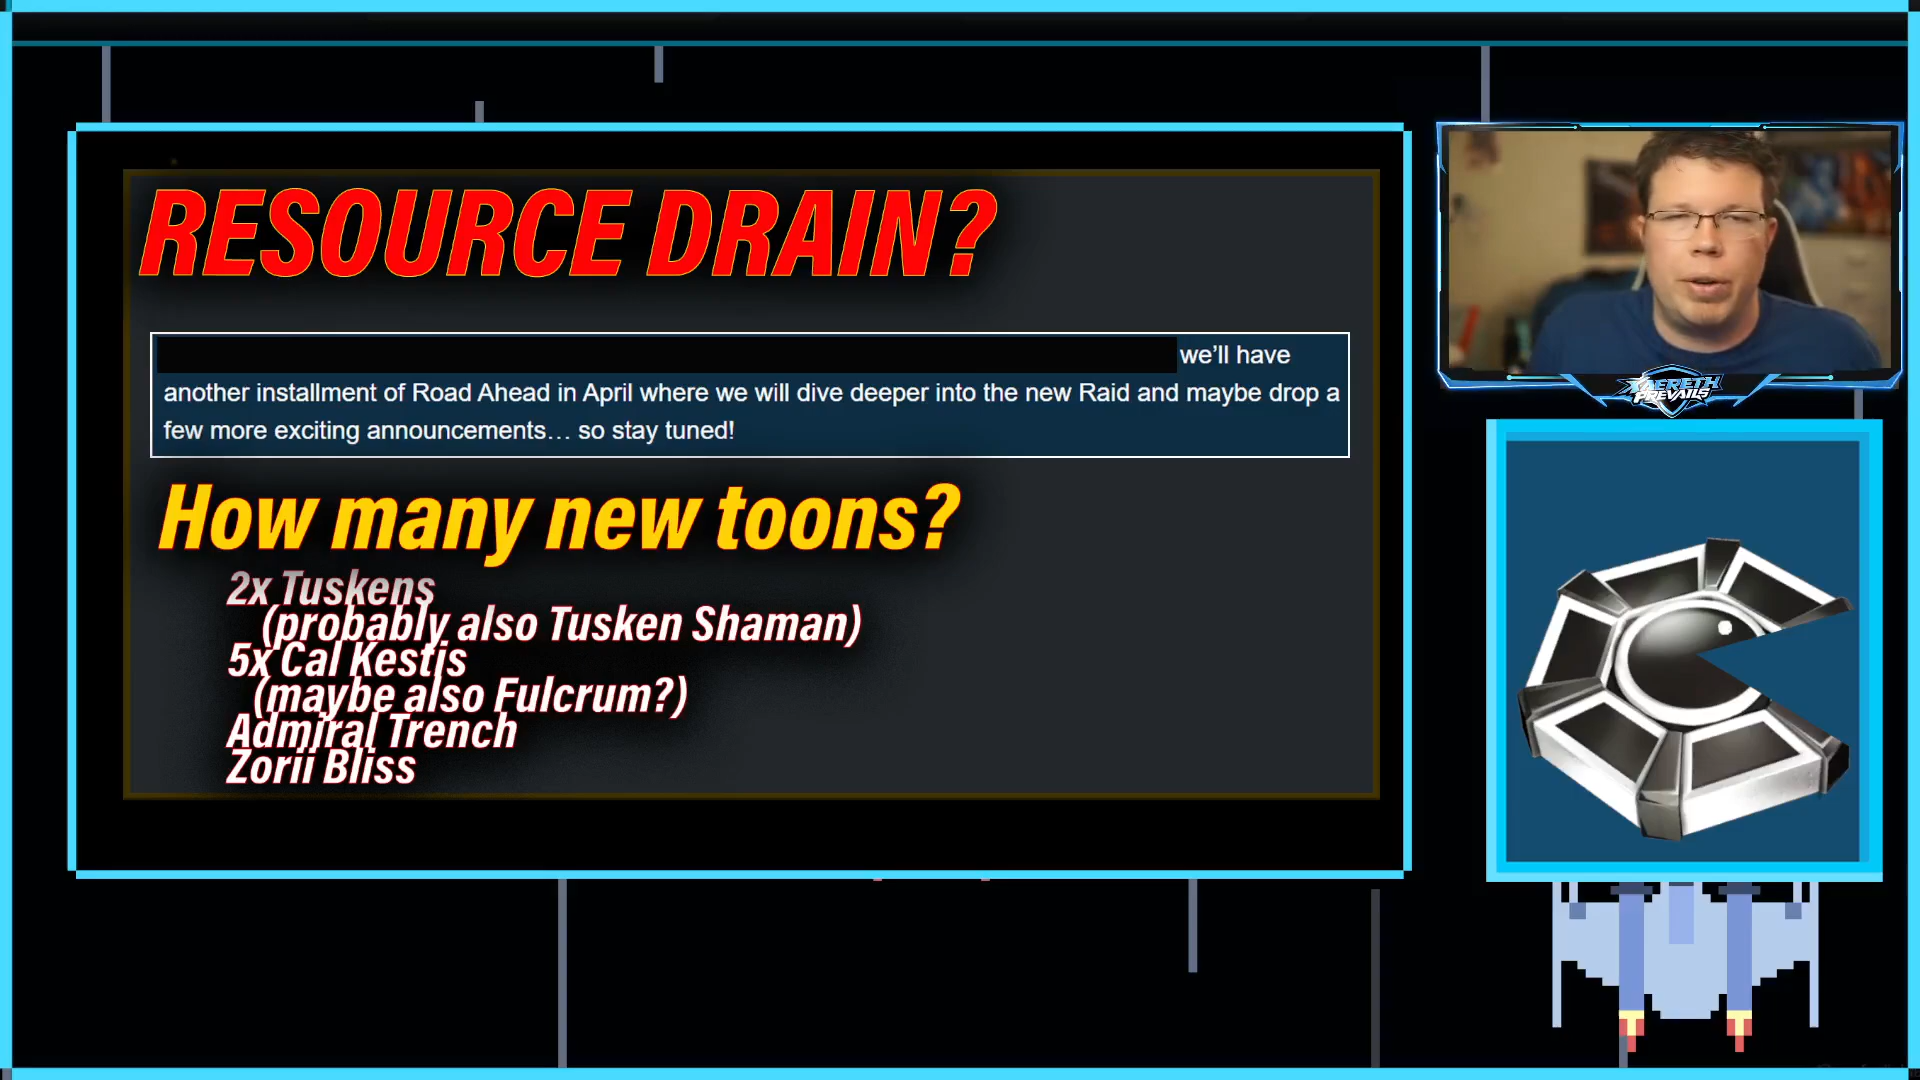 RESOURCE DRAIN?
we'll have
another installment of Road Ahead in April where we will dive deeper into the new Raid and maybe drop a
few more exciting announcements… so stay tuned!
How many new toons?
2x Tuskens
(probably also Tusken Shaman)
5x Cal Kestis
(maybe also Fulcrum?)
Admiral Trench
Zorii Bliss
XAERETH
PREVAILS